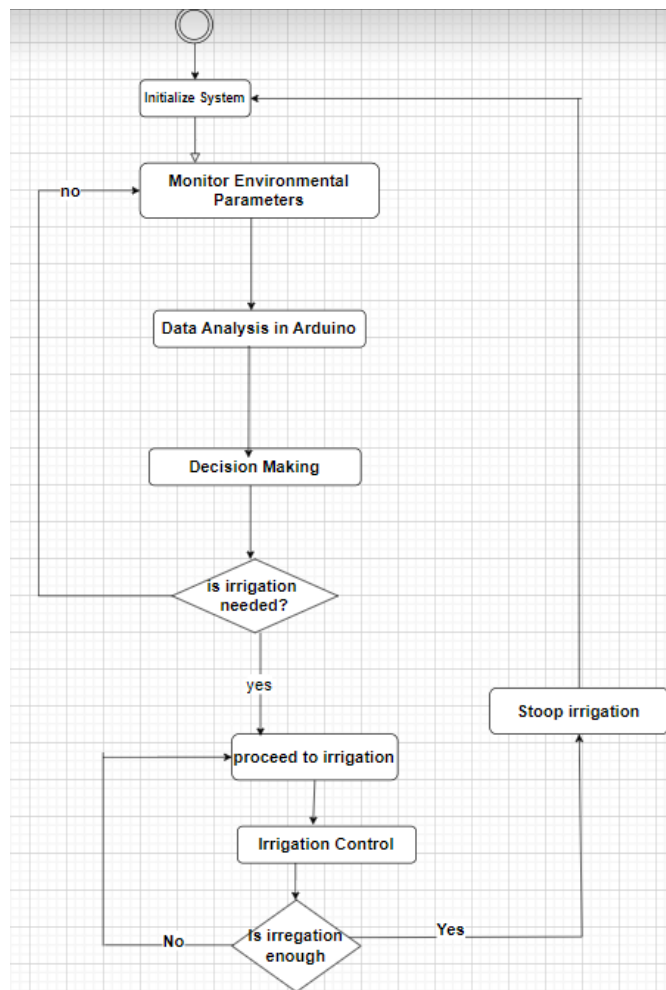 Initialize System
no
Monitor Environmental
Parameters
Data Analysis in Arduino
Decision Making
is irrigation
needed?
yes
Stoop irrigation
proceed to irrigation
Irrigation Control
No
Is irregation
enough
Yes